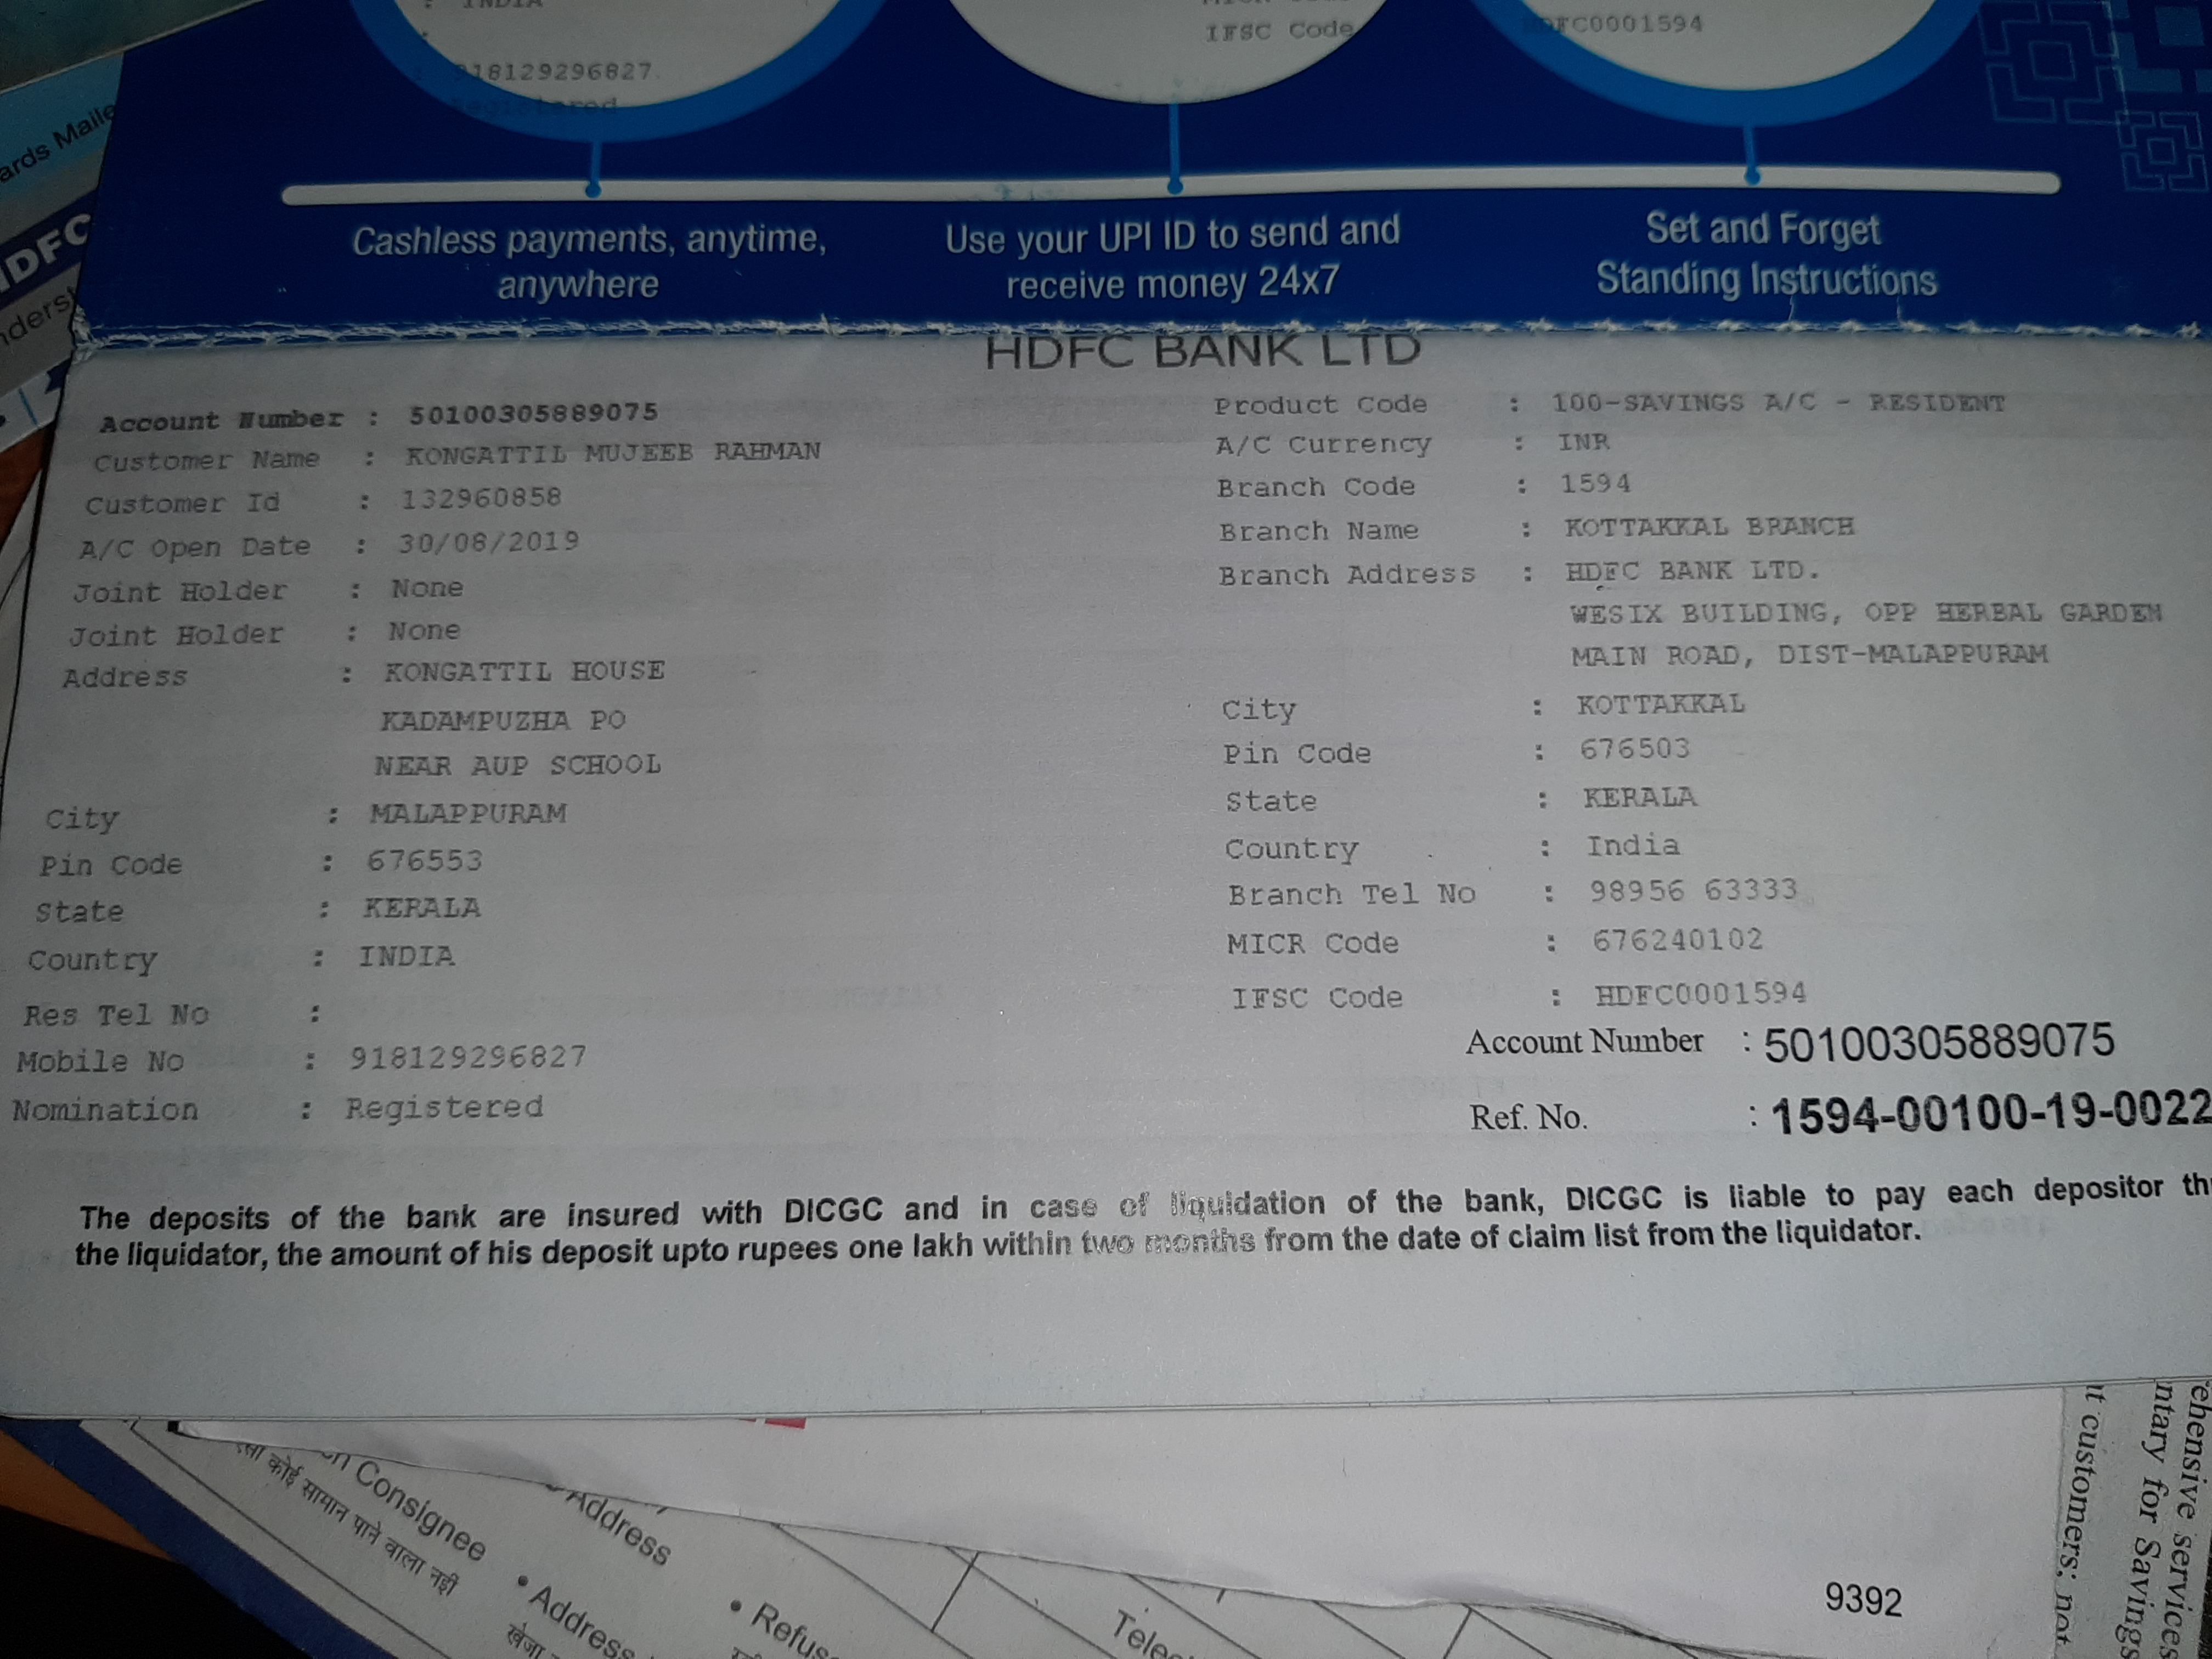 : INDIA
:
: 918129296827
Registered
IFSC Code
HDFC0001594
ards Maile
HDFC
nderst
Cashless payments, anytime,
anywhere
Use your UPI ID to send and
receive money 24x7
Set and Forget
Standing Instructions
HDFC BANK LTD
Account Number : 50100305889075
Customer Name : KONGATTIL MUJEEB RAHMAN
Customer Id : 132960858
A/C Open Date : 30/08/2019
Joint Holder : None
Joint Holder : None
Address : KONGATTIL HOUSE
KADAMPUZHA PO
NEAR AUP SCHOOL
City : MALAPPURAM
Pin Code : 676553
State : KERALA
Country : INDIA
Res Tel No :
Mobile No : 918129296827
Nomination : Registered
Product Code : 100-SAVINGS A/C - RESIDENT
A/C Currency : INR
Branch Code : 1594
Branch Name : KOTTAKKAL BRANCH
Branch Address : HDFC BANK LTD.
WESIX BUILDING, OPP HERBAL GARDEN
MAIN ROAD, DIST-MALAPPURAM
City : KOTTAKKAL
Pin Code : 676503
State : KERALA
Country : India
Branch Tel No : 98956 63333
MICR Code : 676240102
IFSC Code : HDFC0001594
Account Number : 50100305889075
Ref. No. : 1594-00100-19-0022
The deposits of the bank are insured with DICGC and in case of liquidation of the bank, DICGC is liable to pay each depositor th
the liquidator, the amount of his deposit upto rupees one lakh within two months from the date of claim list from the liquidator.
en Consignee
कोई सामान पाने वाला नहीं
• Address
• Address
• Refus
Telec
9392
it customers; not
ntary for Savings
ehensive services